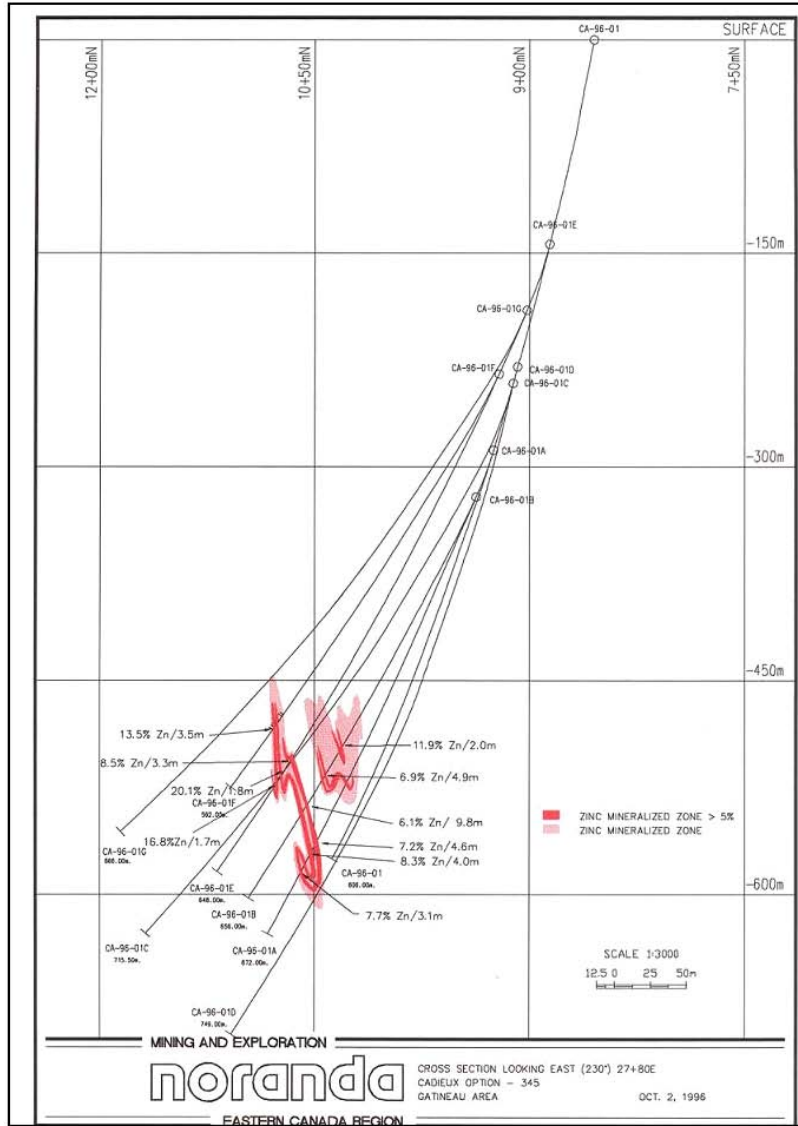 CA-96-01
SURFACE
12+00mN
10+50mN
9+00mN
7+50mN
CA-96-01E
-150m
CA-96-01G
CA-96-01F
CA-96-01D
CA-96-01C
CA-96-01A
-300m
CA-96-01B
-450m
13.5% Zn/3.5m
11.9% Zn/2.0m
8.5% Zn/3.3m
6.9% Zn/4.9m
20.1% Zn/1.8m
CA-96-01F
592.00m.
6.1% Zn/ 9.8m
ZINC MINERALIZED ZONE > 5%
ZINC MINERALIZED ZONE
16.8%Zn/1.7m
7.2% Zn/4.6m
CA-96-01G
8.3% Zn/4.0m
CA-96-01
CA-96-01E
-600m
CA-96-01B
7.7% Zn/3.1m
CA-96-01C
715.50m.
CA-96-01A
672.00m.
SCALE 1:3000
12.5 0 25 50m
CA-96-01D
749.00m.
MINING AND EXPLORATION
noranda
CROSS SECTION LOOKING EAST (230°) 27+80E
CADIEUX OPTION - 345
GATINEAU AREA
OCT. 2, 1996
EASTERN CANADA REGION